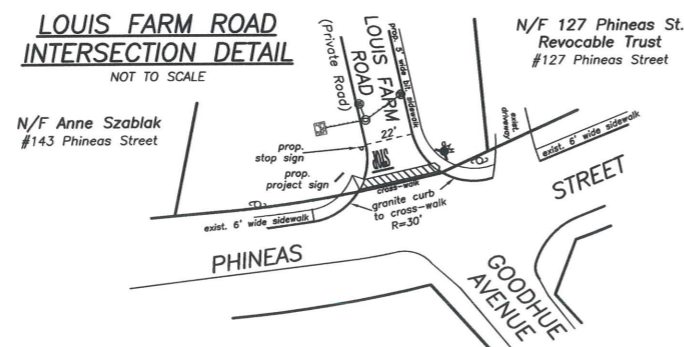 LOUIS FARM ROAD
INTERSECTION DETAIL
NOT TO SCALE
N/F Anne Szablak
#143 Phineas Street
N/F 127 Phineas St.
Revocable Trust
#127 Phineas Street
LOUIS FARM
ROAD
(Private Road)
prop. 5' wide bit. sidewalk
22'
STOP
prop.
stop sign
prop.
project sign
cross-walk
granite curb
to cross-walk
R=30'
exist. 6' wide sidewalk
exist.
driveway
exist. 6' wide sidewalk
PHINEAS
STREET
GOODHUE
AVENUE